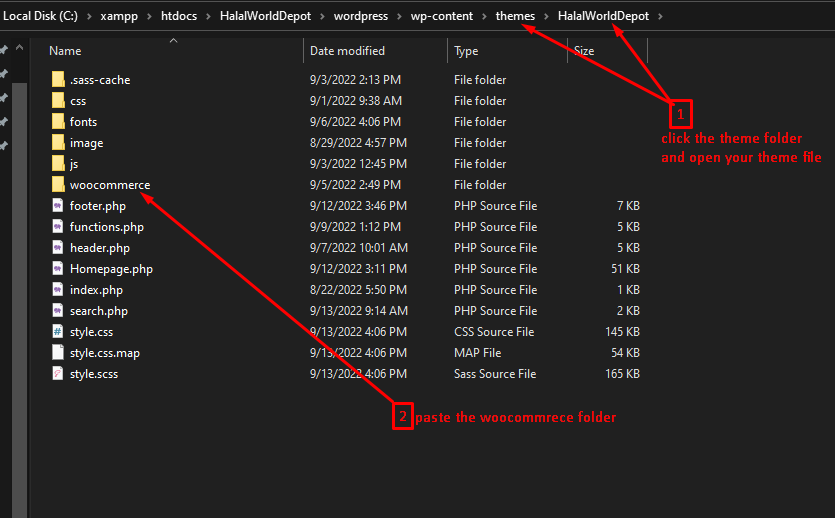 Local Disk (C:) > xampp > htdocs > HalalWorldDepot > wordpress > wp-content > themes > HalalWorldDepot >
Name Date modified Type Size
.sass-cache 9/3/2022 2:13 PM File folder
css 9/1/2022 9:38 AM File folder
fonts 9/6/2022 4:06 PM File folder
image 8/29/2022 4:57 PM File folder
js 9/3/2022 12:45 PM File folder
woocommerce 9/5/2022 2:49 PM File folder
footer.php 9/12/2022 3:46 PM PHP Source File 7 KB
functions.php 9/9/2022 1:12 PM PHP Source File 5 KB
header.php 9/7/2022 10:01 AM PHP Source File 5 KB
Homepage.php 9/12/2022 3:11 PM PHP Source File 51 KB
index.php 8/22/2022 5:50 PM PHP Source File 1 KB
search.php 9/13/2022 9:14 AM PHP Source File 2 KB
style.css 9/13/2022 4:06 PM CSS Source File 145 KB
style.css.map 9/13/2022 4:06 PM MAP File 54 KB
style.scss 9/13/2022 4:06 PM Sass Source File 165 KB
1
click the theme folder
and open your theme file
2 paste the woocommrece folder